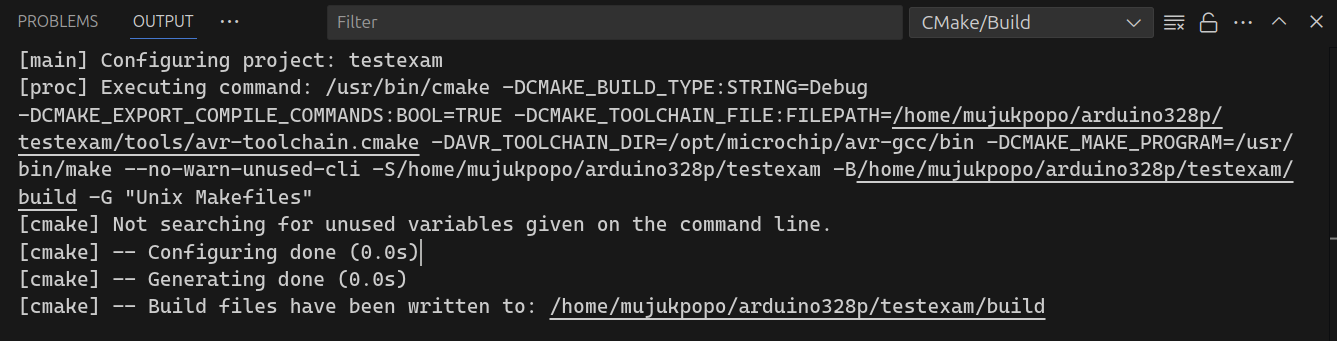 PROBLEMS OUTPUT ··· Filter CMake/Build ···
[main] Configuring project: testexam
[proc] Executing command: /usr/bin/cmake -DCMAKE_BUILD_TYPE:STRING=Debug
-DCMAKE_EXPORT_COMPILE_COMMANDS:BOOL=TRUE -DCMAKE_TOOLCHAIN_FILE:FILEPATH=/home/mujukpopo/arduino328p/
testexam/tools/avr-toolchain.cmake -DAVR_TOOLCHAIN_DIR=/opt/microchip/avr-gcc/bin -DCMAKE_MAKE_PROGRAM=/usr/
bin/make --no-warn-unused-cli -S/home/mujukpopo/arduino328p/testexam -B/home/mujukpopo/arduino328p/testexam/
build -G "Unix Makefiles"
[cmake] Not searching for unused variables given on the command line.
[cmake] -- Configuring done (0.0s)
[cmake] -- Generating done (0.0s)
[cmake] -- Build files have been written to: /home/mujukpopo/arduino328p/testexam/build